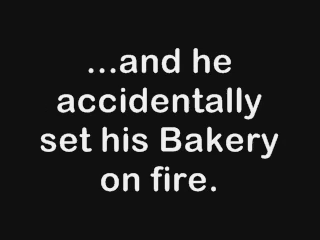 ...and he
accidentally
set his Bakery
on fire.